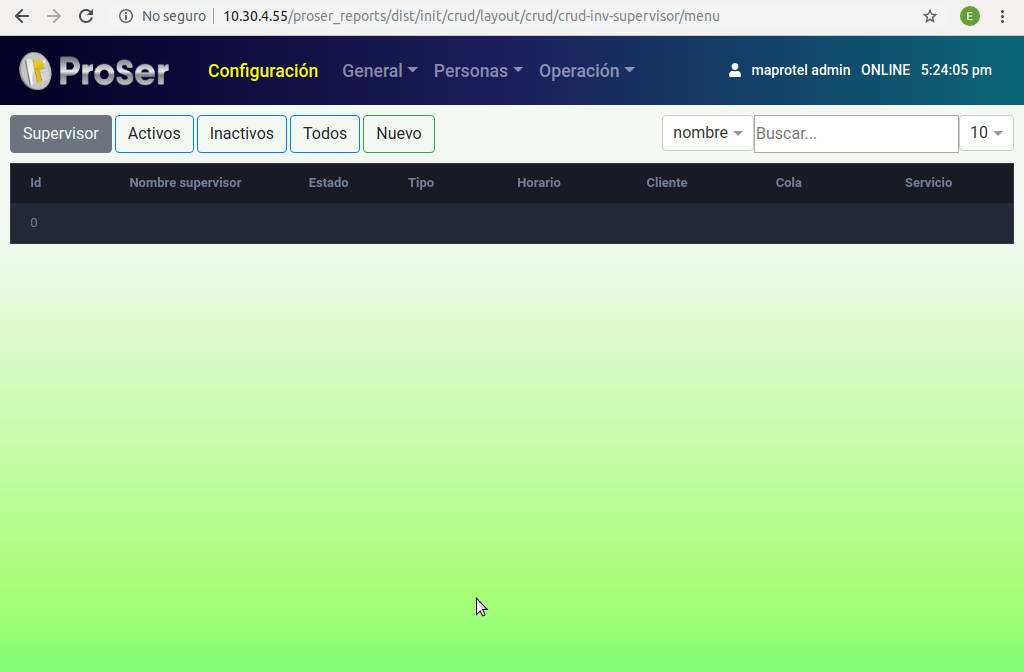 No seguro 10.30.4.55/proser_reports/dist/init/crud/layout/crud/crud-inv-supervisor/menu E
ProSer Configuración General Personas Operación maprotel admin ONLINE 5:24:05 pm
Supervisor Activos Inactivos Todos Nuevo nombre Buscar... 10
Id Nombre supervisor Estado Tipo Horario Cliente Cola Servicio
0